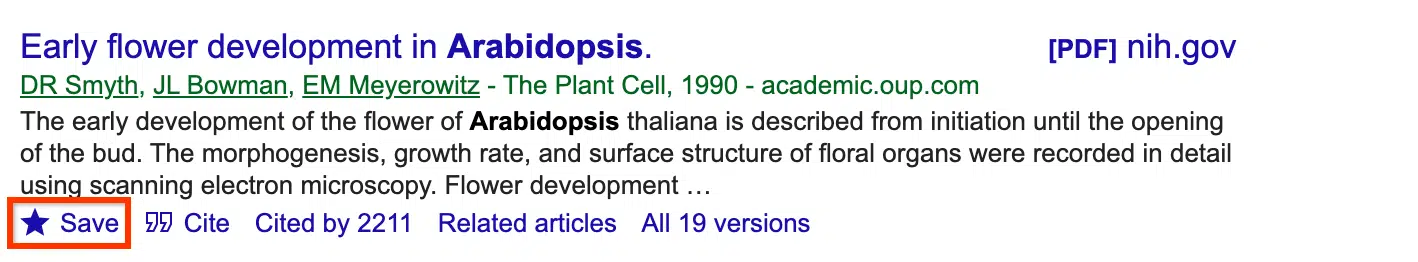 Early flower development in Arabidopsis. [PDF] nih.gov
DR Smyth, JL Bowman, EM Meyerowitz - The Plant Cell, 1990 - academic.oup.com
The early development of the flower of Arabidopsis thaliana is described from initiation until the opening
of the bud. The morphogenesis, growth rate, and surface structure of floral organs were recorded in detail
using scanning electron microscopy. Flower development …
Save Cite Cited by 2211 Related articles All 19 versions